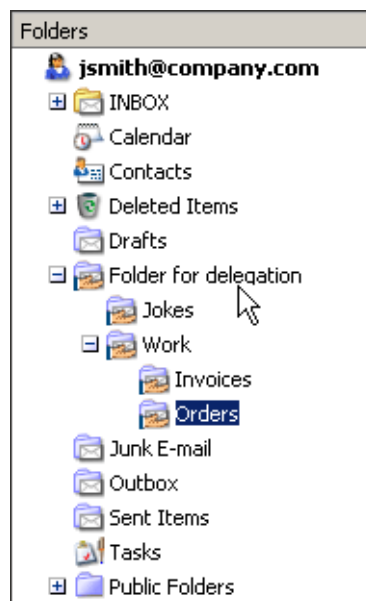 Folders
jsmith@company.com
INBOX
Calendar
Contacts
Deleted Items
Drafts
Folder for delegation
Jokes
Work
Invoices
Orders
Junk E-mail
Outbox
Sent Items
Tasks
Public Folders